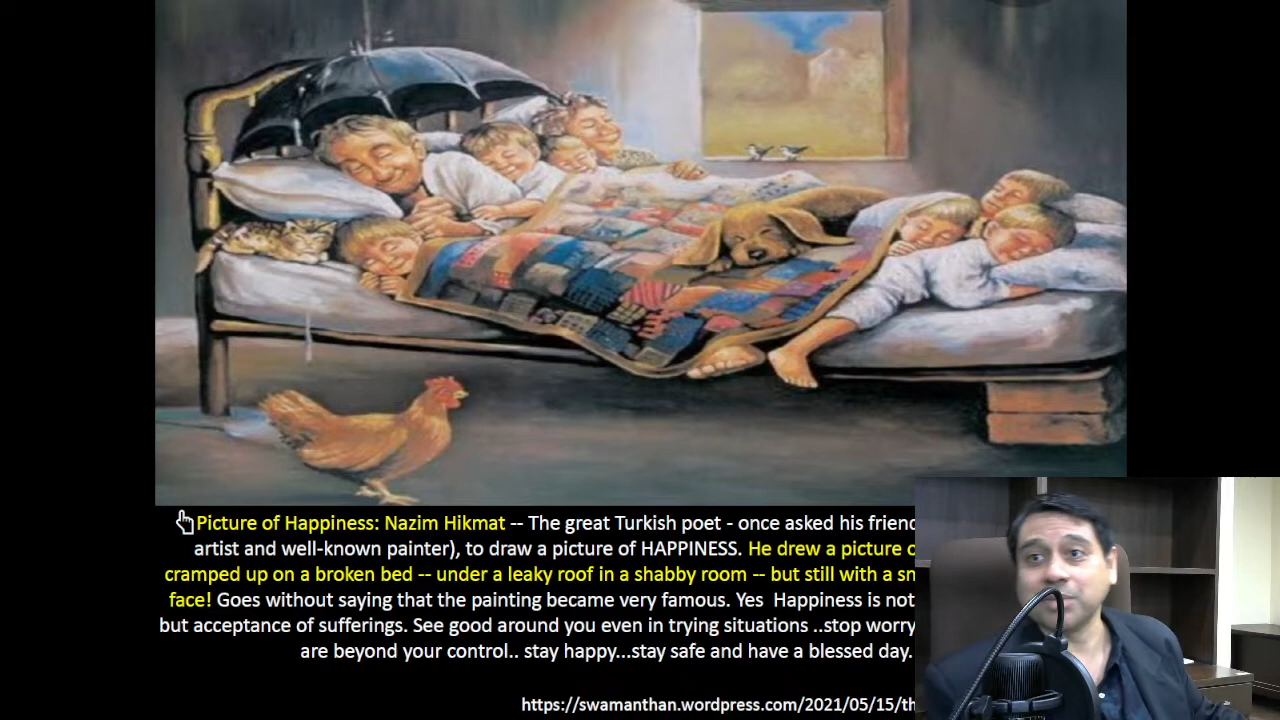 Picture of Happiness: Nazim Hikmat -- The great Turkish poet - once asked his
artist and well-known painter), to draw a picture of HAPPINESS. He drew a picture
cramped up on a broken bed -- under a leaky roof in a shabby room -- but still with a
face! Goes without saying that the painting became very famous. Yes Happiness is not
but acceptance of sufferings. See good around you even in trying situations ..stop
are beyond your control.. stay happy...stay safe and have a blessed day.
https://swamanthan.wordpress.com/2021/05/15/th